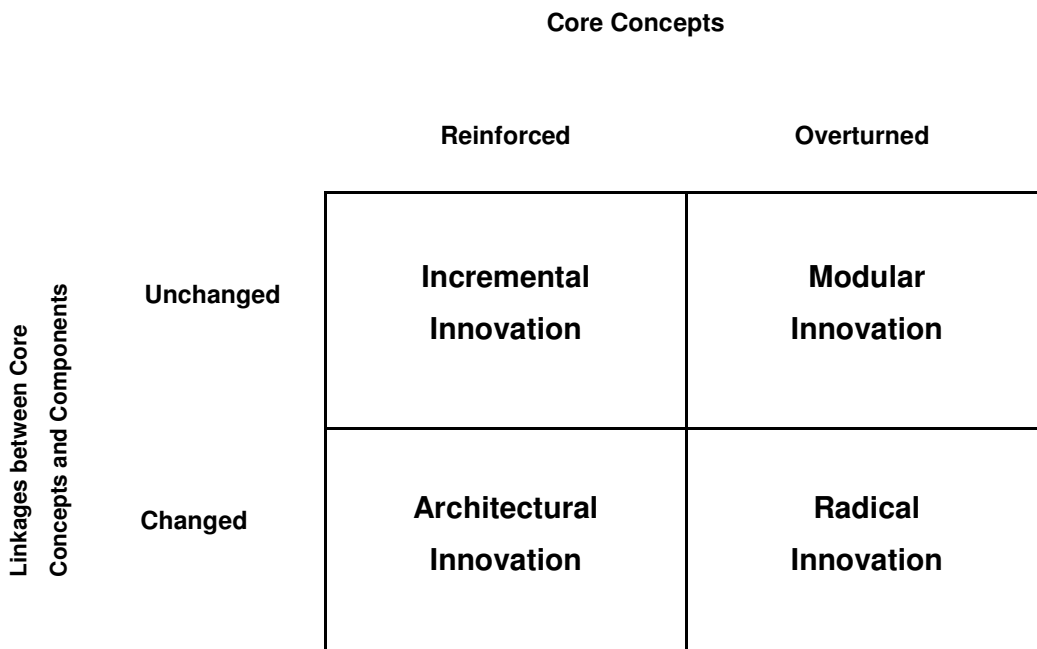 Core Concepts
Reinforced
Overturned
Linkages between Core
Concepts and Components
Unchanged
Incremental
Innovation
Modular
Innovation
Changed
Architectural
Innovation
Radical
Innovation